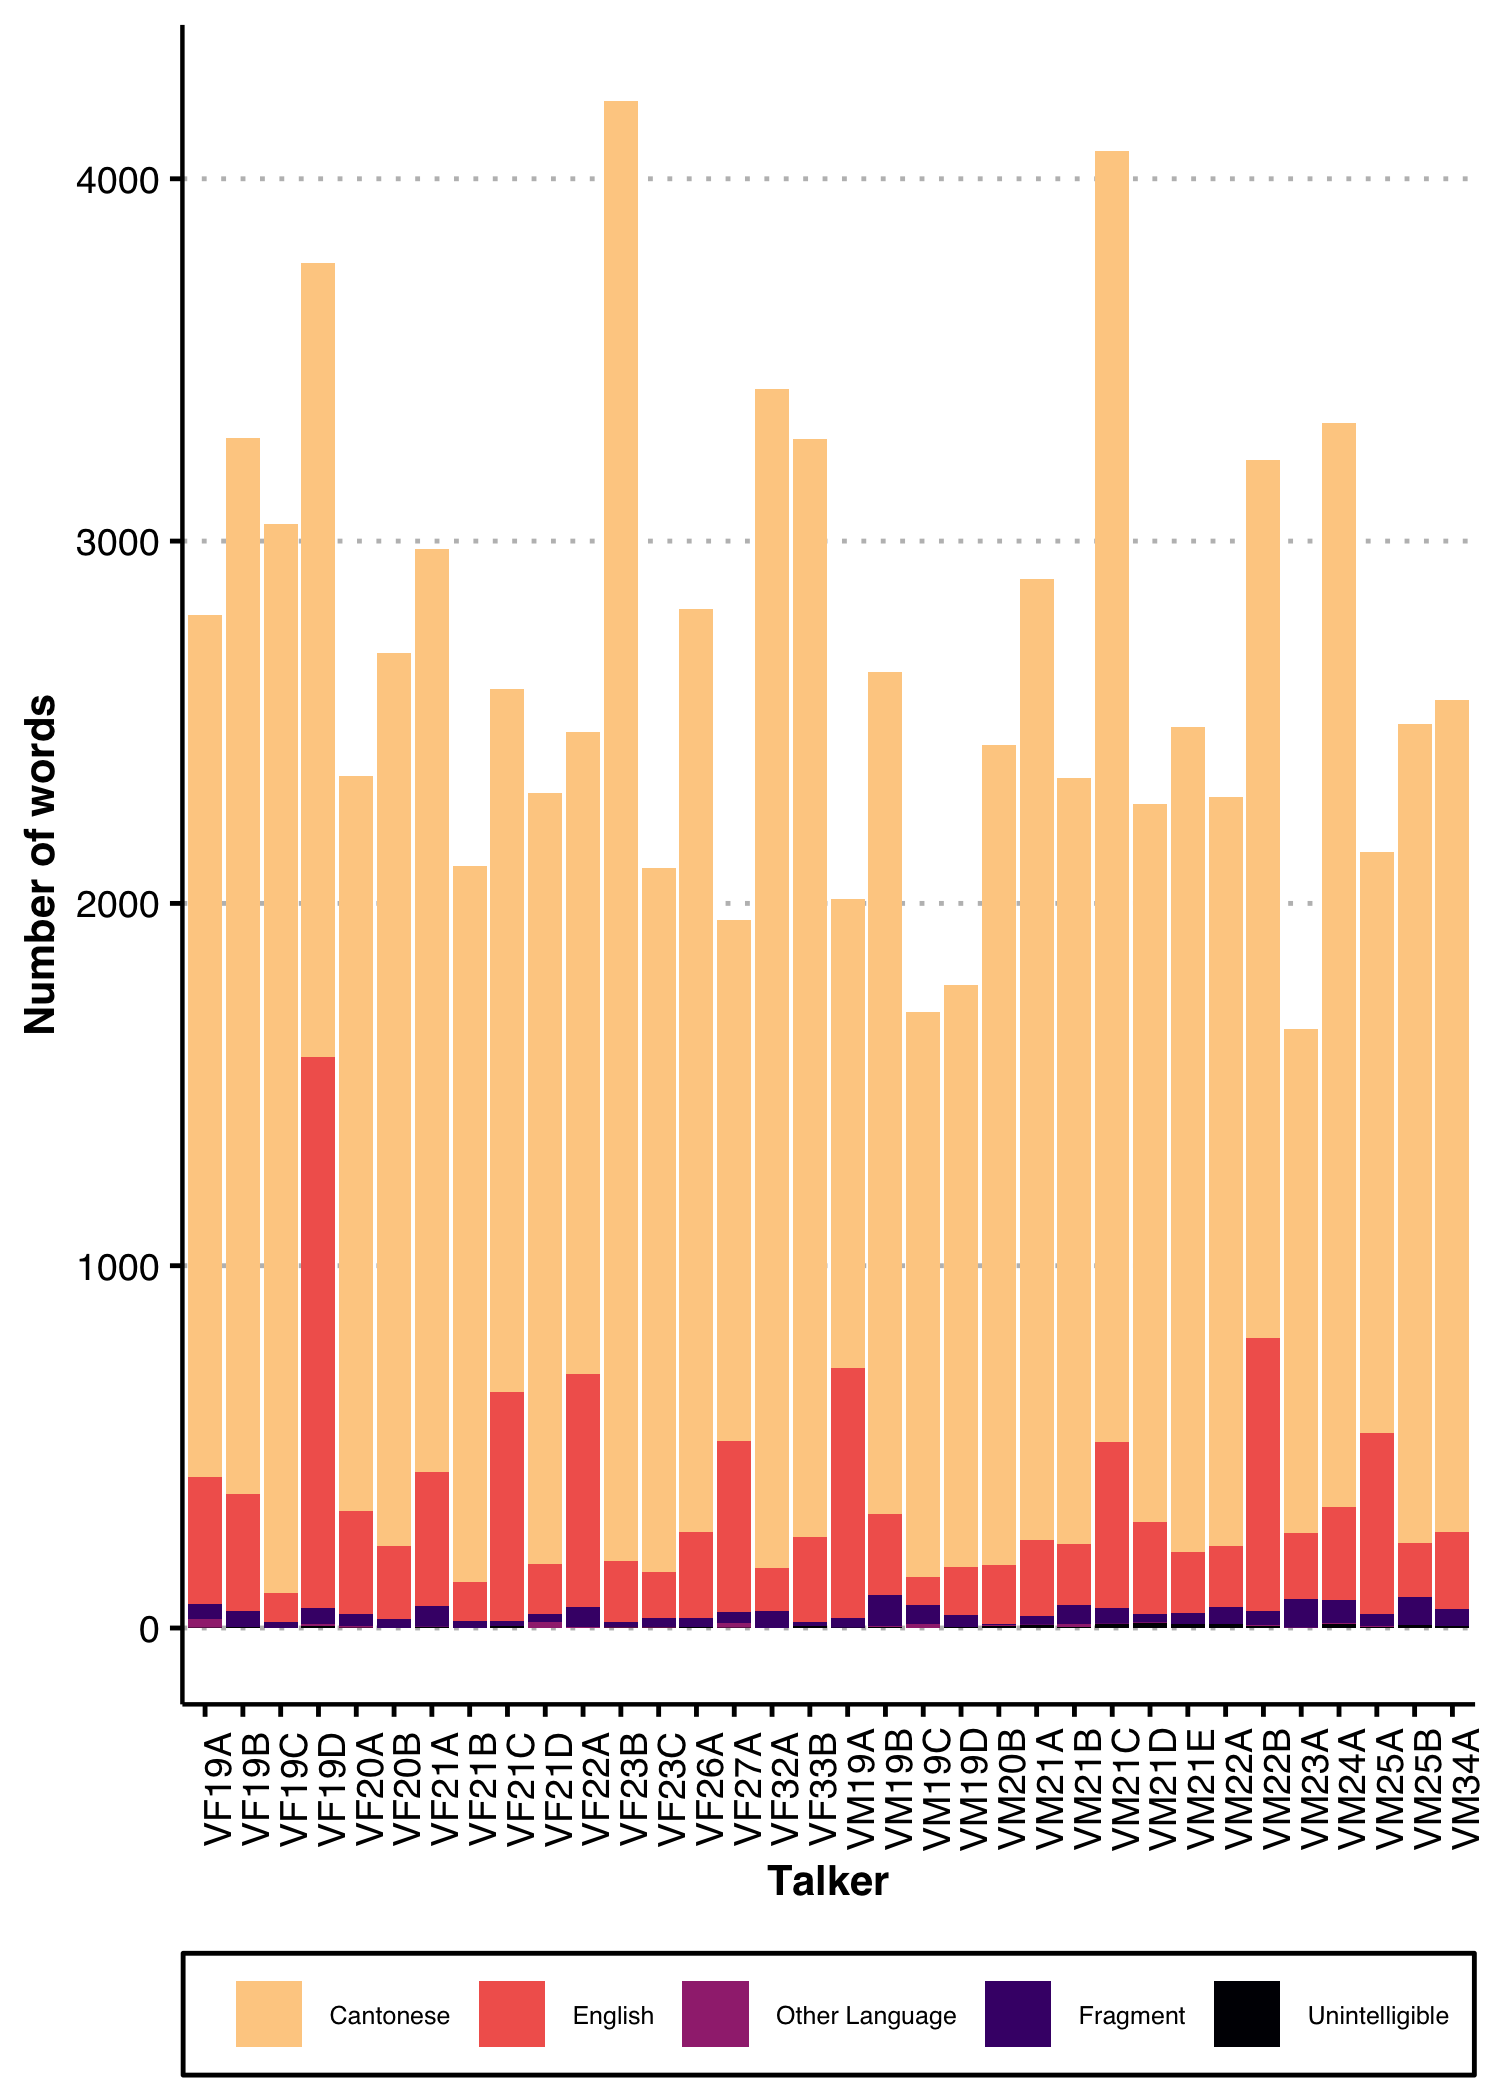 Number of words
4000
3000
2000
1000
0
VF19A
VF19B
VF19C
VF19D
VF20A
VF20B
VF21A
VF21B
VF21C
VF21D
VF22A
VF23B
VF23C
VF26A
VF27A
VF32A
VF33B
VM19A
VM19B
VM19C
VM19D
VM20B
VM21A
VM21B
VM21C
VM21D
VM21E
VM22A
VM22B
VM23A
VM24A
VM25A
VM25B
VM34A
Talker
Cantonese
English
Other Language
Fragment
Unintelligible